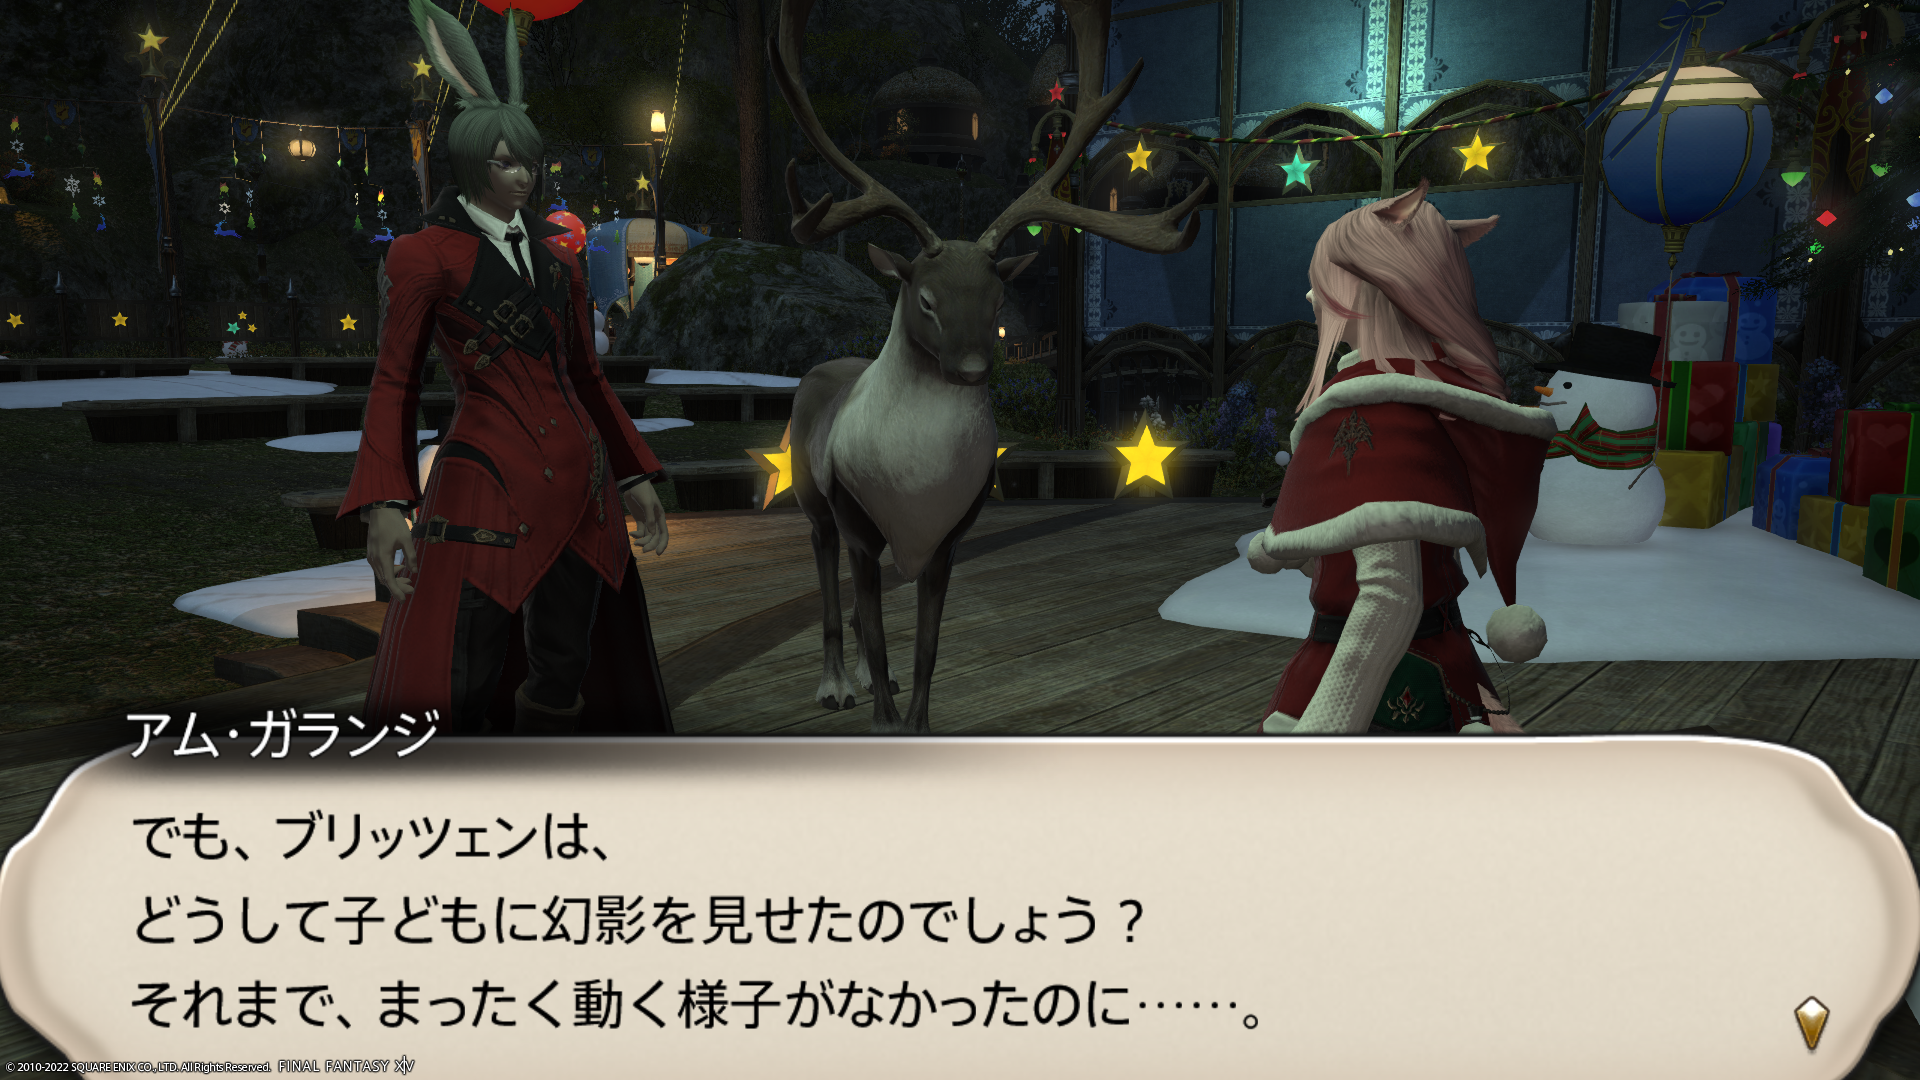 アム・ガランジ
でも、ブリッツェンは、
どうして子どもに幻影を見せたのでしょう？
それまで、まったく動く様子がなかったのに……。
© 2010-2022 SQUARE ENIX CO., LTD. All Rights Reserved. FINAL FANTASY XIV